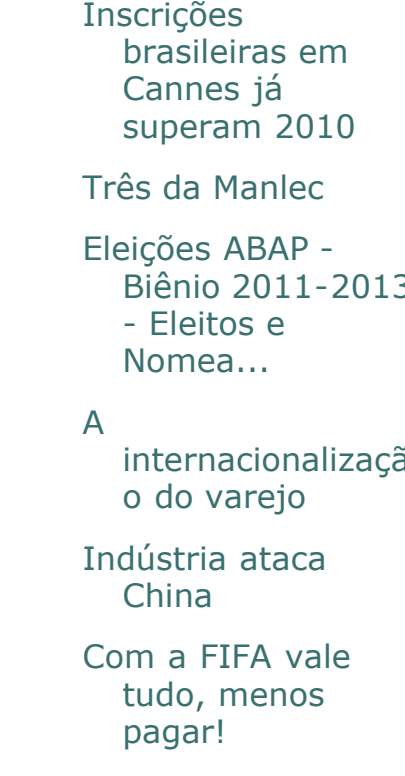 Inscrições
brasileiras em
Cannes já
superam 2010
Três da Manlec
Eleições ABAP -
Biênio 2011-2013
- Eleitos e
Nomea...
A
internacionalizaçã
o do varejo
Indústria ataca
China
Com a FIFA vale
tudo, menos
pagar!